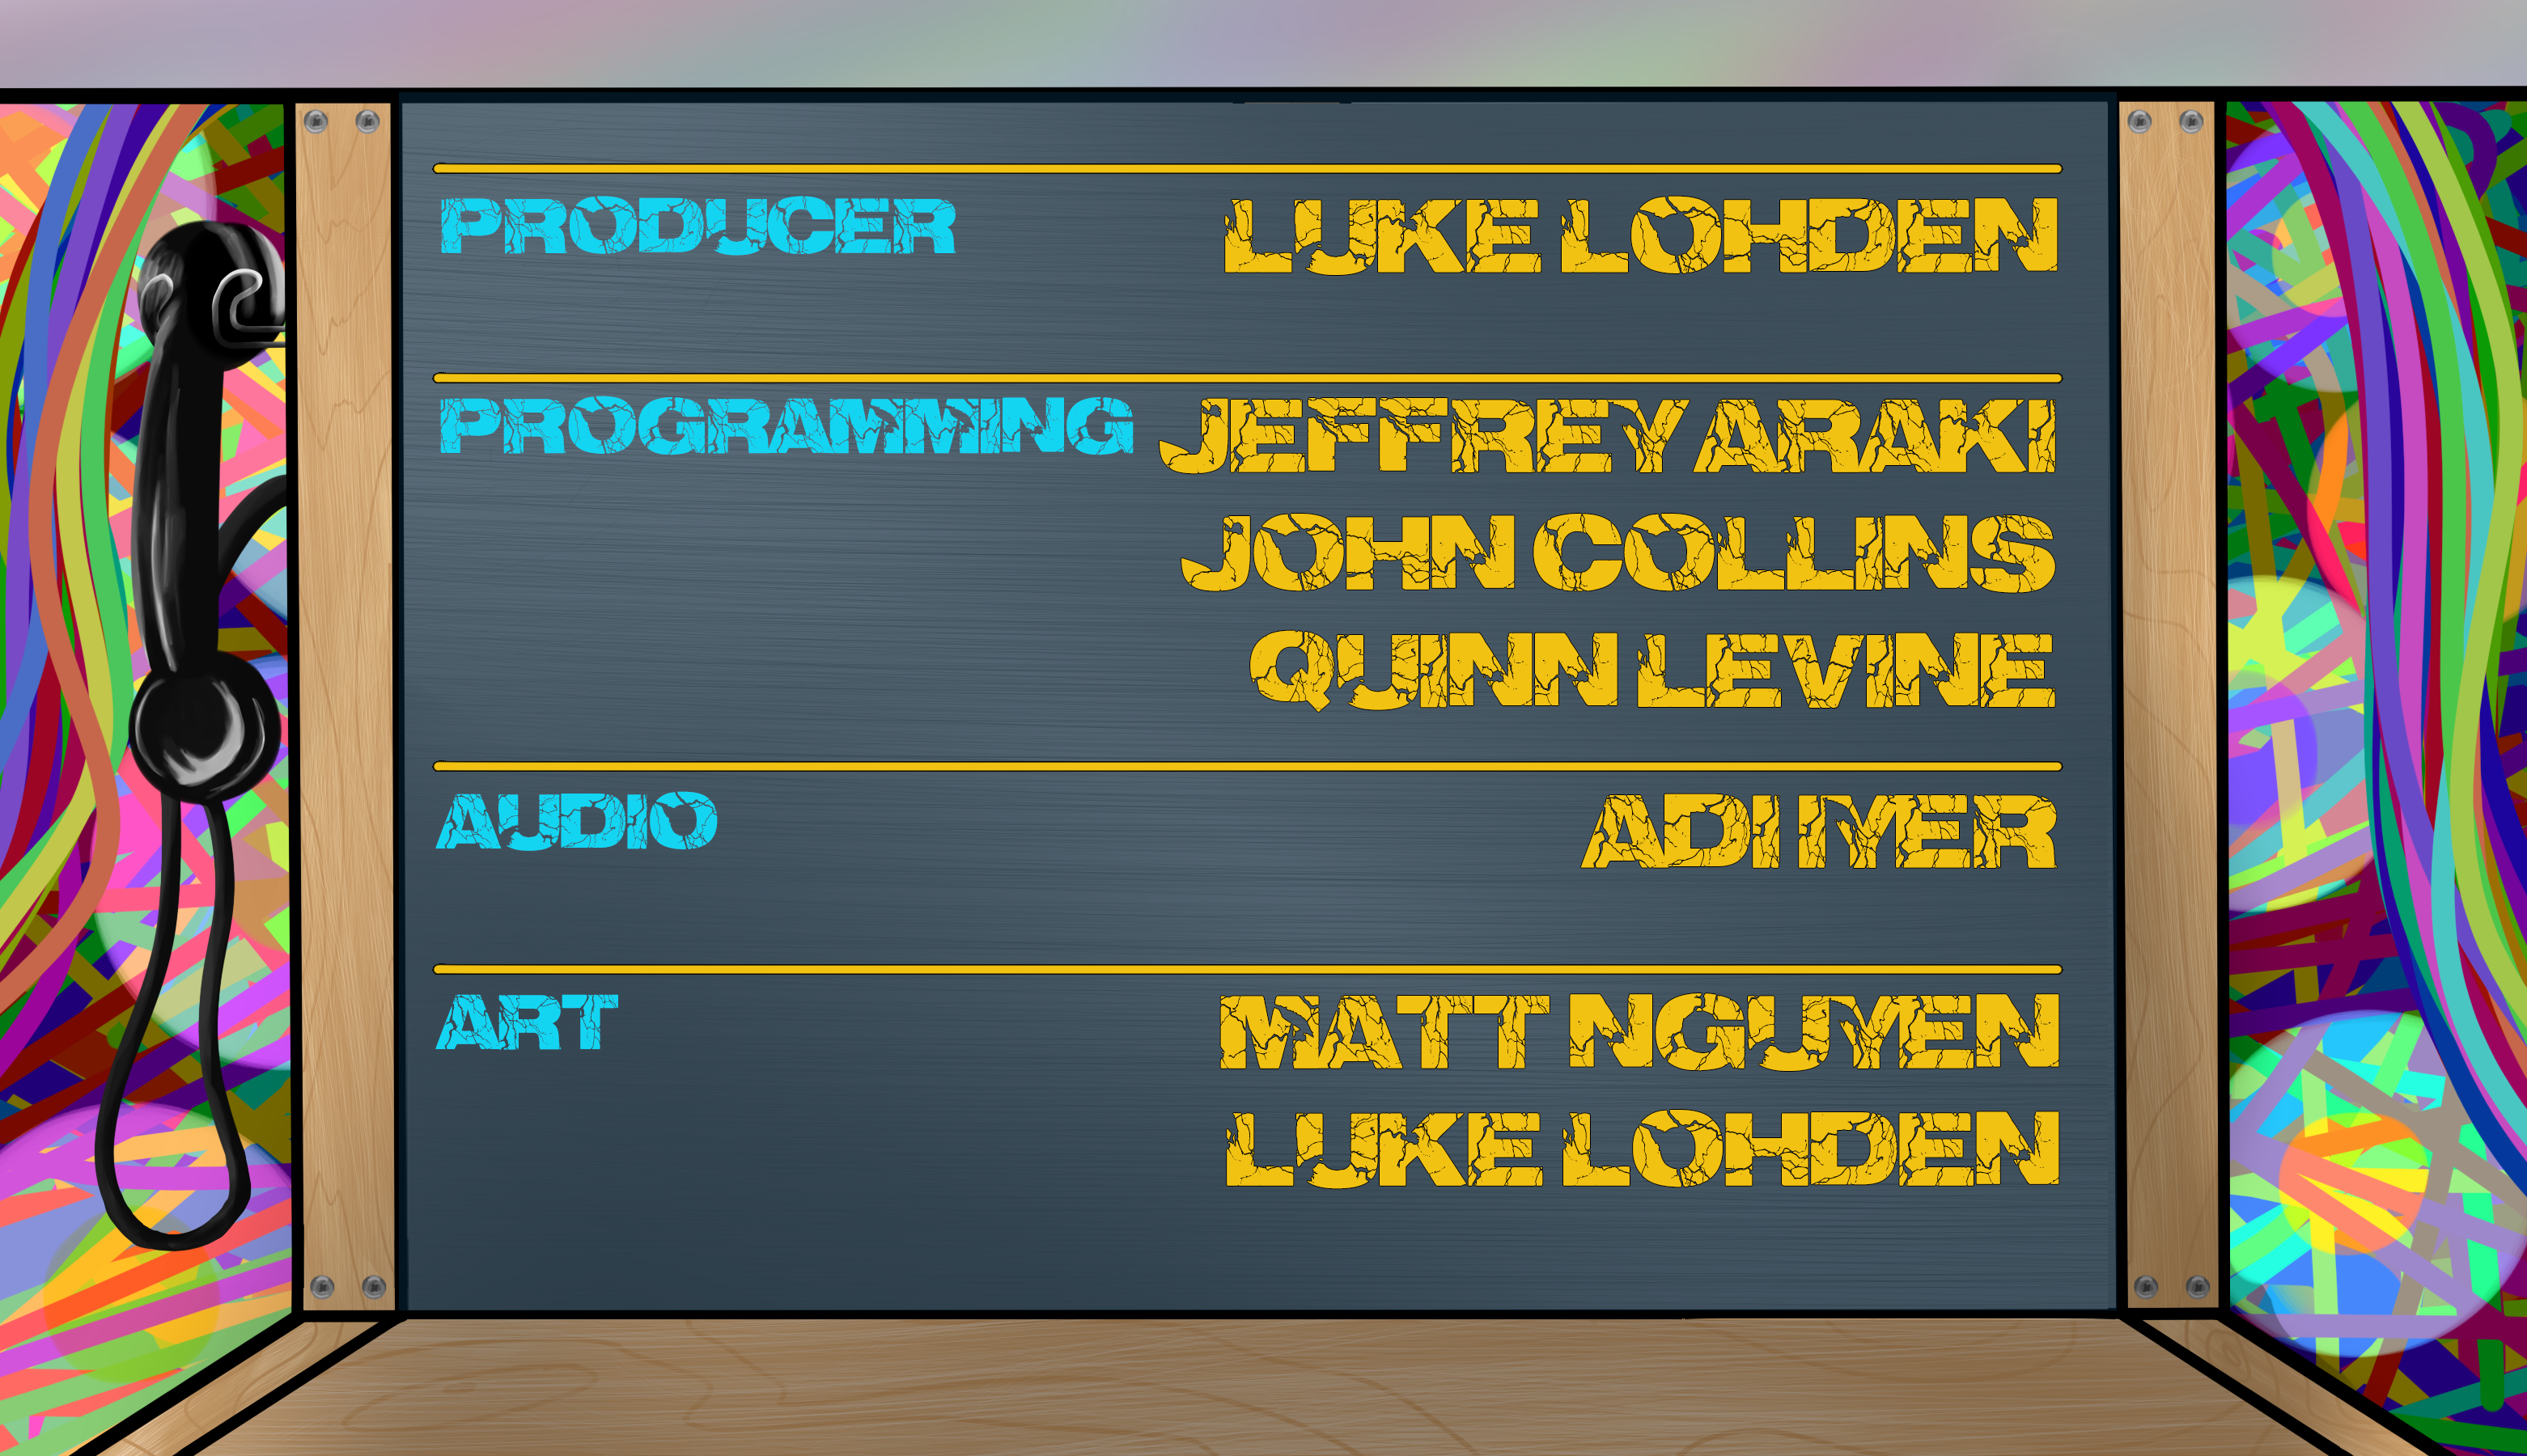 PRODUCER LUKE LOHDEN
PROGRAMMING JEFFREY ARAKI
JOHN COLLINS
QUINN LEVINE
AUDIO ADI IYER
ART MATT NGUYEN
LUKE LOHDEN